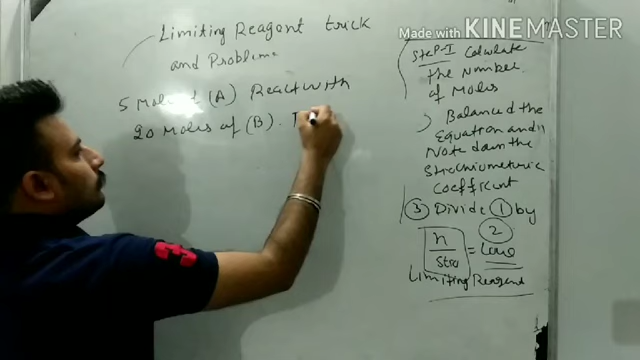 Limiting Reagent trick
and Problem
5 Mole of (A) React with
20 Moles of (B). I
Made with KINEMASTER
Step-I Calculate
the Number
of Moles
Balanced the
Equation and
Note down the
Stoichiometric
Coefficient
③ Divide ① by
②
n
Stoi
= Low
Limiting Reagent